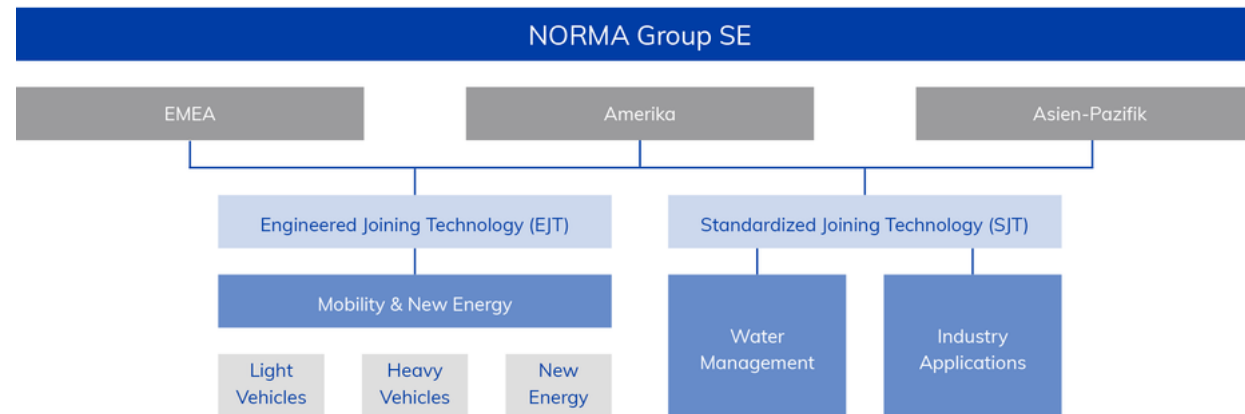 NORMA Group SE
EMEA
Amerika
Asien-Pazifik
Engineered Joining Technology (EJT)
Standardized Joining Technology (SJT)
Mobility & New Energy
Water
Management
Industry
Applications
Light
Vehicles
Heavy
Vehicles
New
Energy